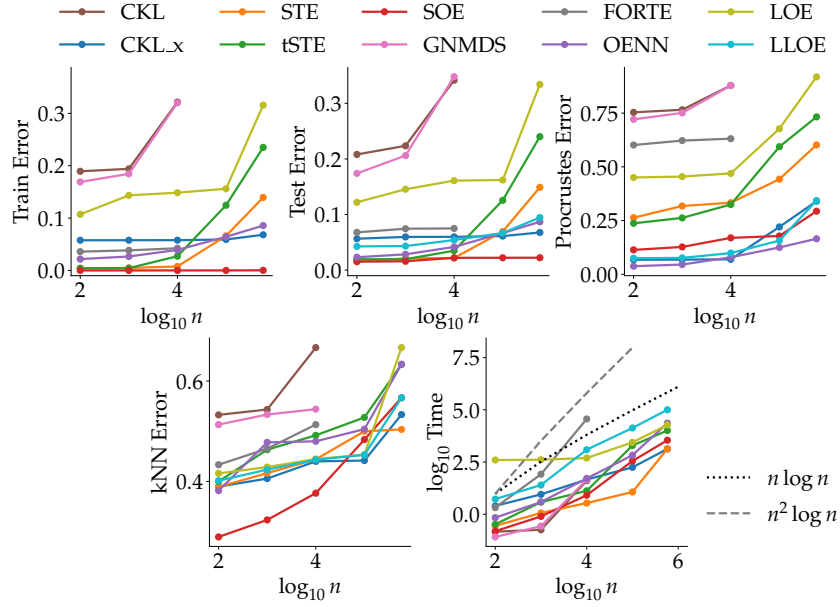 CKL STE SOE FORTE LOE
CKL_x tSTE GNMDS OENN LLOE
Train Error
0.3
0.2
0.1
0.0
2 4
log₁₀ n
Test Error
0.3
0.2
0.1
0.0
2 4
log₁₀ n
Procrustes Error
0.75
0.50
0.25
0.00
2 4
log₁₀ n
kNN Error
0.6
0.4
2 4
log₁₀ n
log₁₀ Time
7.5
5.0
2.5
0.0
2 4 6
log₁₀ n
n log n
n² log n